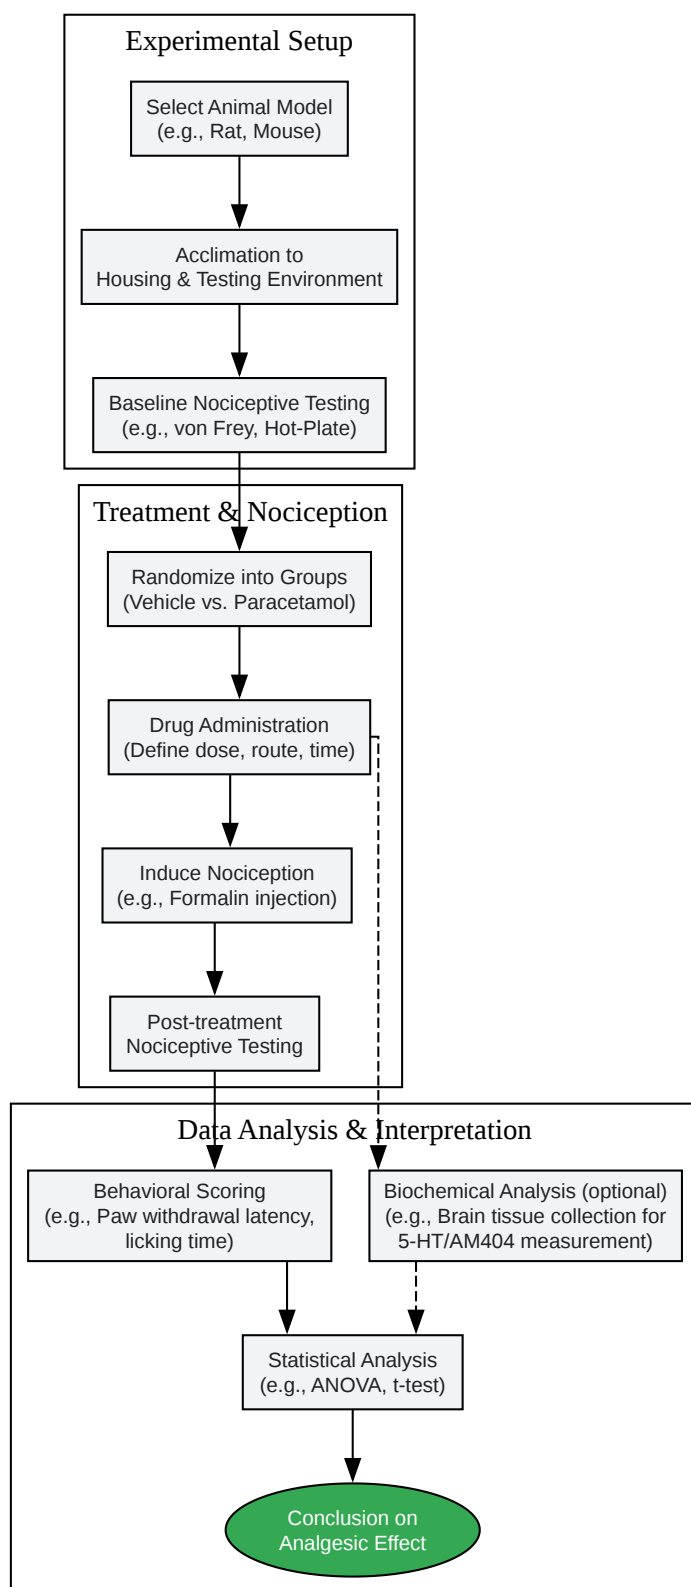 Experimental Setup
Select Animal Model
(e.g., Rat, Mouse)
Acclimation to
Housing & Testing Environment
Baseline Nociceptive Testing
(e.g., von Frey, Hot-Plate)
Treatment & Nociception
Randomize into Groups
(Vehicle vs. Paracetamol)
Drug Administration
(Define dose, route, time)
Induce Nociception
(e.g., Formalin injection)
Post-treatment
Nociceptive Testing
Data Analysis & Interpretation
Behavioral Scoring
(e.g., Paw withdrawal latency,
licking time)
Biochemical Analysis (optional)
(e.g., Brain tissue collection for
5-HT/AM404 measurement)
Statistical Analysis
(e.g., ANOVA, t-test)
Conclusion on
Analgesic Effect